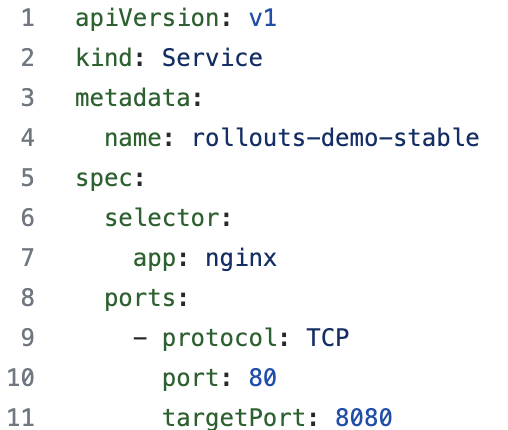 1 apiVersion: v1
2 kind: Service
3 metadata:
4   name: rollouts-demo-stable
5 spec:
6   selector:
7     app: nginx
8   ports:
9     - protocol: TCP
10       port: 80
11       targetPort: 8080